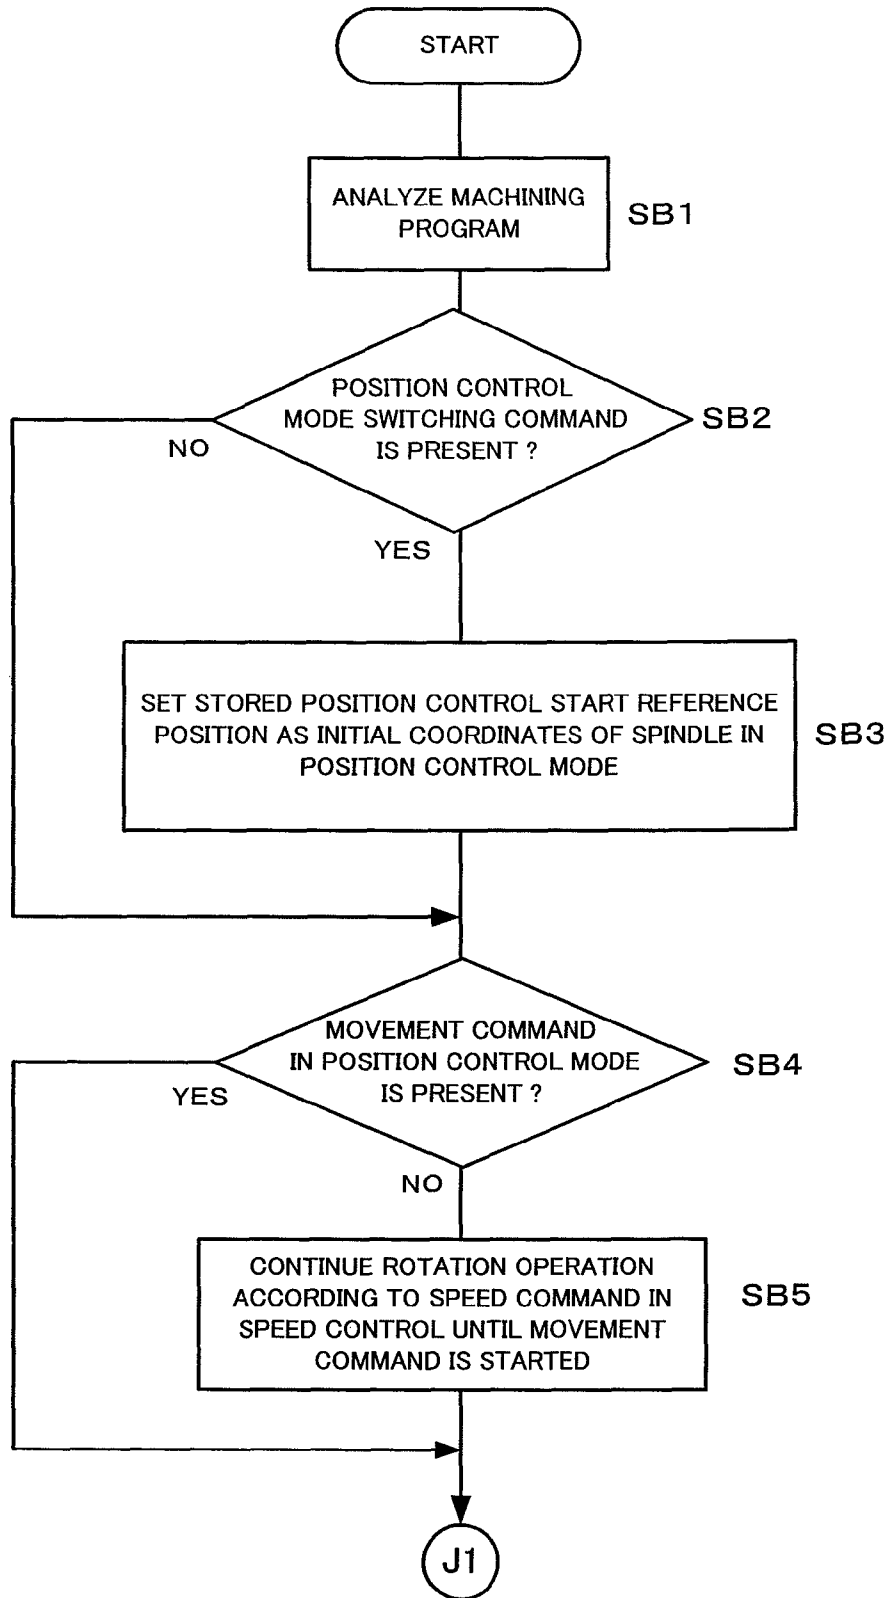 START
ANALYZE MACHINING
PROGRAM
SB1
POSITION CONTROL
MODE SWITCHING COMMAND
IS PRESENT ?
SB2
NO
YES
SET STORED POSITION CONTROL START REFERENCE
POSITION AS INITIAL COORDINATES OF SPINDLE IN
POSITION CONTROL MODE
SB3
MOVEMENT COMMAND
IN POSITION CONTROL MODE
IS PRESENT ?
SB4
YES
NO
CONTINUE ROTATION OPERATION
ACCORDING TO SPEED COMMAND IN
SPEED CONTROL UNTIL MOVEMENT
COMMAND IS STARTED
SB5
J1